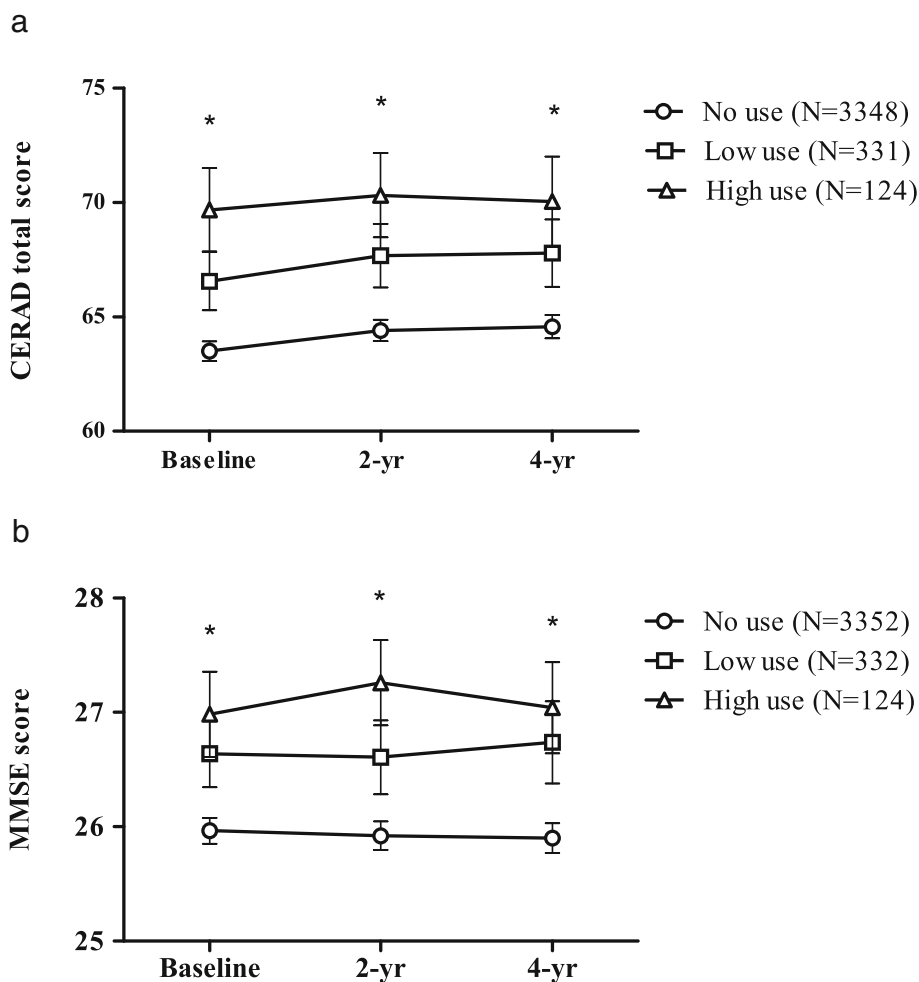 a
75
70
65
60
CERAD total score
*
*
*
Baseline
2-yr
4-yr
No use (N=3348)
Low use (N=331)
High use (N=124)
b
28
27
26
25
MMSE score
*
*
*
Baseline
2-yr
4-yr
No use (N=3352)
Low use (N=332)
High use (N=124)